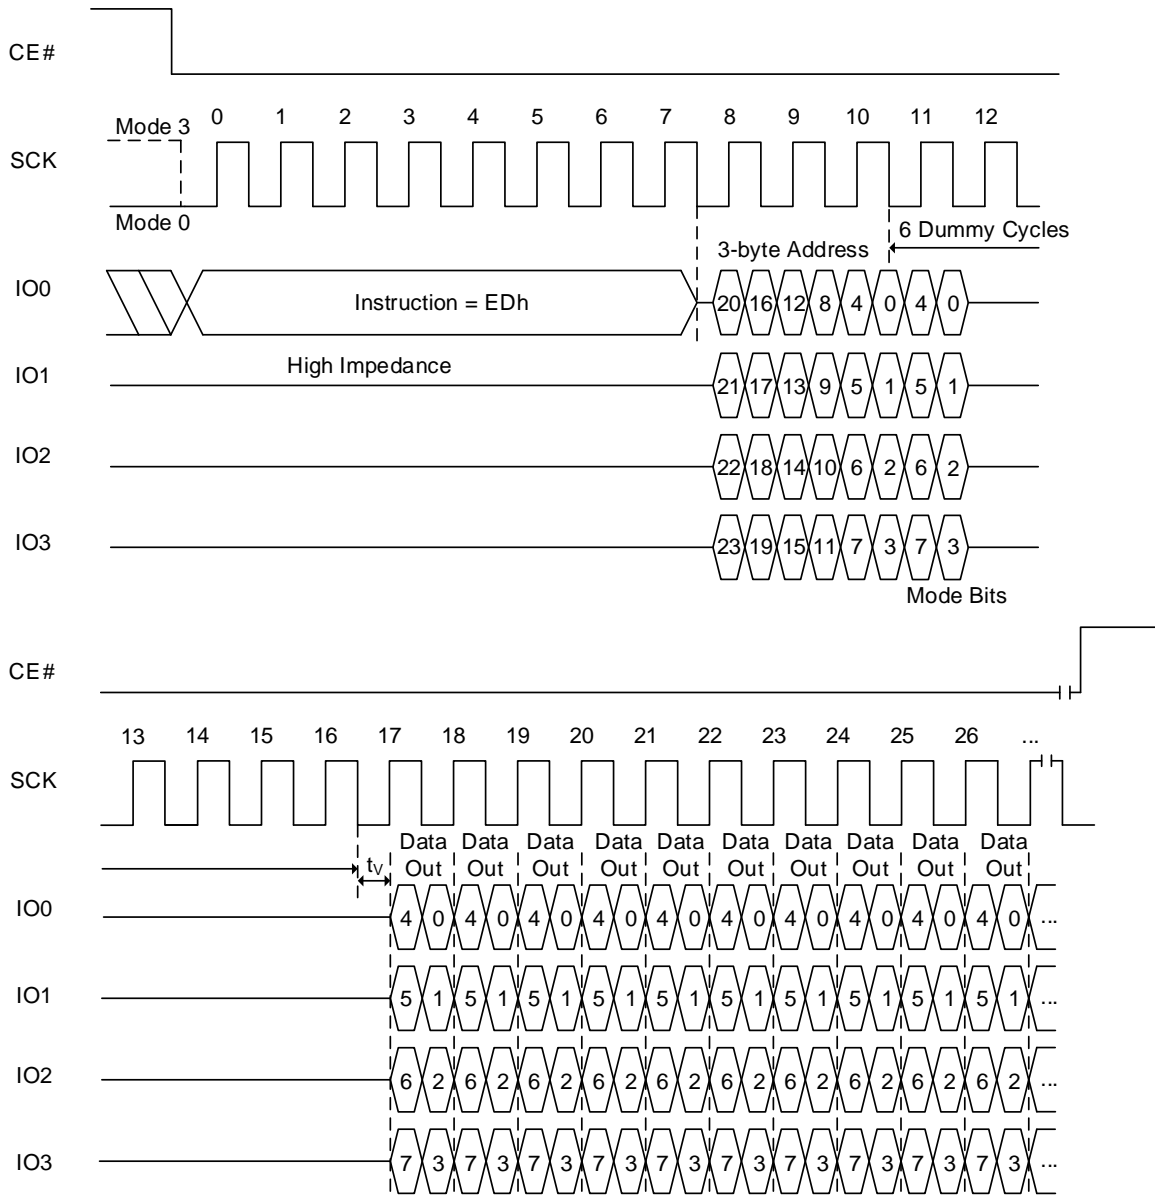 CE#
Mode 3
0 1 2 3 4 5 6 7 8 9 10 11 12
SCK
Mode 0
6 Dummy Cycles
3-byte Address
IO0 Instruction = EDh 20 16 12 8 4 0 4 0
High Impedance
IO1 21 17 13 9 5 1 5 1
IO2 22 18 14 10 6 2 6 2
IO3 23 19 15 11 7 3 7 3
Mode Bits
CE#
13 14 15 16 17 18 19 20 21 22 23 24 25 26 ...
SCK
Data Data Data Data Data Data Data Data Data Data
tV Out Out Out Out Out Out Out Out Out Out
IO0 4 0 4 0 4 0 4 0 4 0 4 0 4 0 4 0 4 0 4 0 ...
IO1 5 1 5 1 5 1 5 1 5 1 5 1 5 1 5 1 5 1 5 1 ...
IO2 6 2 6 2 6 2 6 2 6 2 6 2 6 2 6 2 6 2 6 2 ...
IO3 7 3 7 3 7 3 7 3 7 3 7 3 7 3 7 3 7 3 7 3 ...